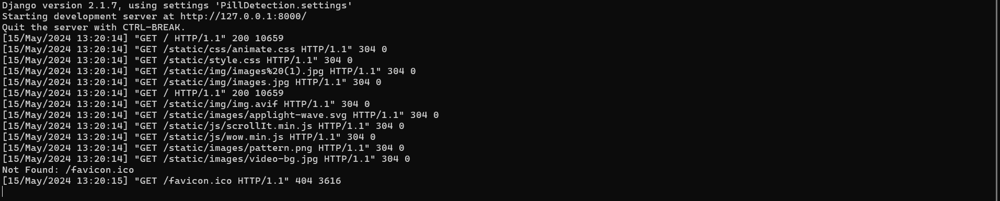 Django version 2.1.7, using settings 'PillDetection.settings'
Starting development server at http://127.0.0.1:8000/
Quit the server with CTRL-BREAK.
[15/May/2024 13:20:14] "GET / HTTP/1.1" 200 10659
[15/May/2024 13:20:14] "GET /static/css/animate.css HTTP/1.1" 304 0
[15/May/2024 13:20:14] "GET /static/style.css HTTP/1.1" 304 0
[15/May/2024 13:20:14] "GET /static/img/images%20(1).jpg HTTP/1.1" 304 0
[15/May/2024 13:20:14] "GET /static/img/images.jpg HTTP/1.1" 304 0
[15/May/2024 13:20:14] "GET / HTTP/1.1" 200 10659
[15/May/2024 13:20:14] "GET /static/img/img.avif HTTP/1.1" 304 0
[15/May/2024 13:20:14] "GET /static/images/applight-wave.svg HTTP/1.1" 304 0
[15/May/2024 13:20:14] "GET /static/js/scrollIt.min.js HTTP/1.1" 304 0
[15/May/2024 13:20:14] "GET /static/js/wow.min.js HTTP/1.1" 304 0
[15/May/2024 13:20:14] "GET /static/images/pattern.png HTTP/1.1" 304 0
[15/May/2024 13:20:14] "GET /static/images/video-bg.jpg HTTP/1.1" 304 0
Not Found: /favicon.ico
[15/May/2024 13:20:15] "GET /favicon.ico HTTP/1.1" 404 3616